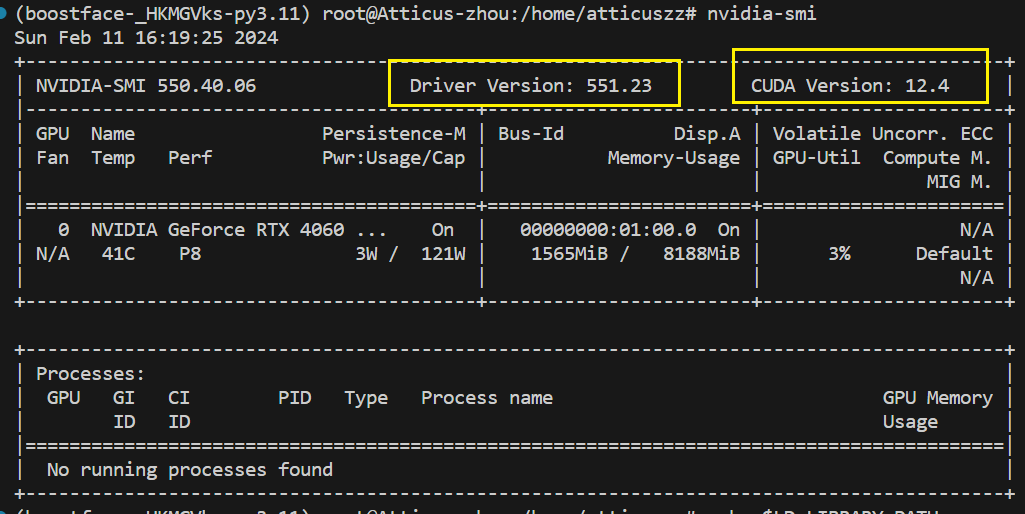 (boostface-_HKMGVks-py3.11) root@Atticus-zhou:/home/atticuszz# nvidia-smi
Sun Feb 11 16:19:25 2024
+-----------------------------------------------------------------------------------------+
| NVIDIA-SMI 550.40.06              Driver Version: 551.23         CUDA Version: 12.4     |
|-----------------------------------------+------------------------+----------------------+
| GPU  Name                 Persistence-M | Bus-Id          Disp.A | Volatile Uncorr. ECC |
| Fan  Temp   Perf          Pwr:Usage/Cap |           Memory-Usage | GPU-Util  Compute M. |
|                                         |                        |               MIG M. |
|=========================================+========================+======================|
|   0  NVIDIA GeForce RTX 4060 ...    On  |   00000000:01:00.0  On |                  N/A |
| N/A   41C    P8               3W /  121W |    1565MiB /   8188MiB |      3%      Default |
|                                         |                        |                  N/A |
+-----------------------------------------+------------------------+----------------------+
+-----------------------------------------------------------------------------------------+
| Processes:                                                                              |
|  GPU   GI   CI        PID   Type   Process name                              GPU Memory |
|        ID   ID                                                               Usage      |
|=========================================================================================|
|  No running processes found                                                             |
+-----------------------------------------------------------------------------------------+